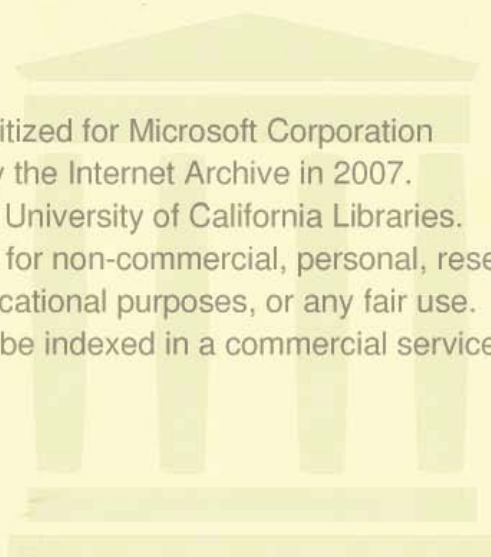 itized for Microsoft Corporation
the Internet Archive in 2007.
University of California Libraries.
for non-commercial, personal, rese
cational purposes, or any fair use.
be indexed in a commercial service